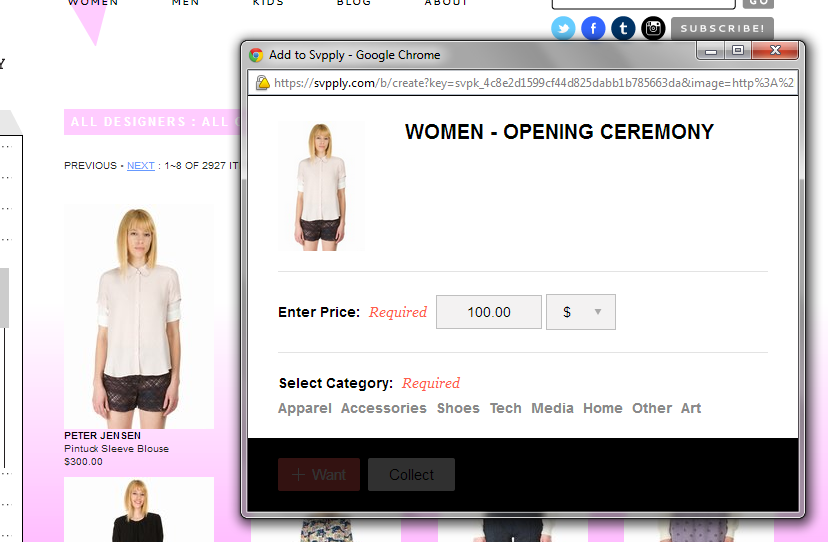 WOMEN MEN KIDS BLOG ABOUT
GO
SUBSCRIBE!
Y
ALL DESIGNERS : ALL
PREVIOUS - NEXT : 1~8 OF 2927 IT
PETER JENSEN
Pintuck Sleeve Blouse
$300.00
Add to Svpply - Google Chrome
https://svpply.com/b/create?key=svpk_4c8e2d1599cf44d825dabb1b785663da&image=http%3A%2
WOMEN - OPENING CEREMONY
Enter Price: Required 100.00 $
Select Category: Required
Apparel Accessories Shoes Tech Media Home Other Art
+ Want Collect